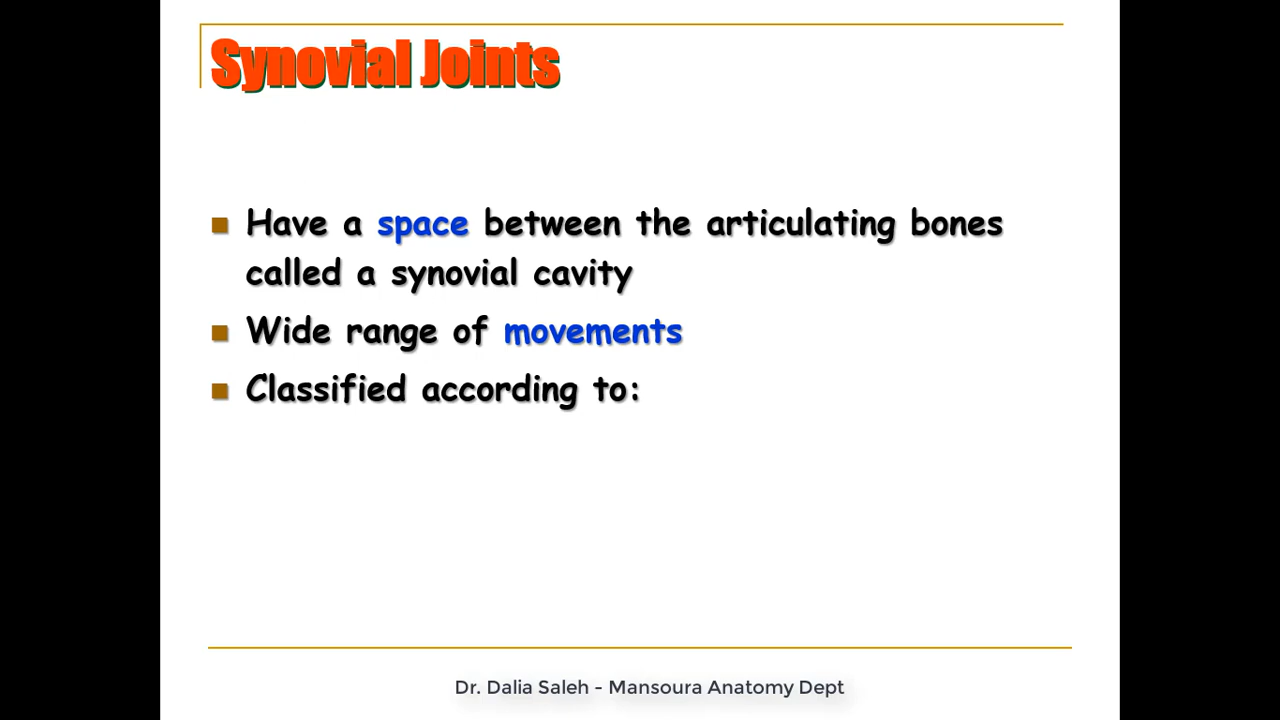 Synovial Joints
Have a space between the articulating bones
called a synovial cavity
Wide range of movements
Classified according to:
Dr. Dalia Saleh - Mansoura Anatomy Dept